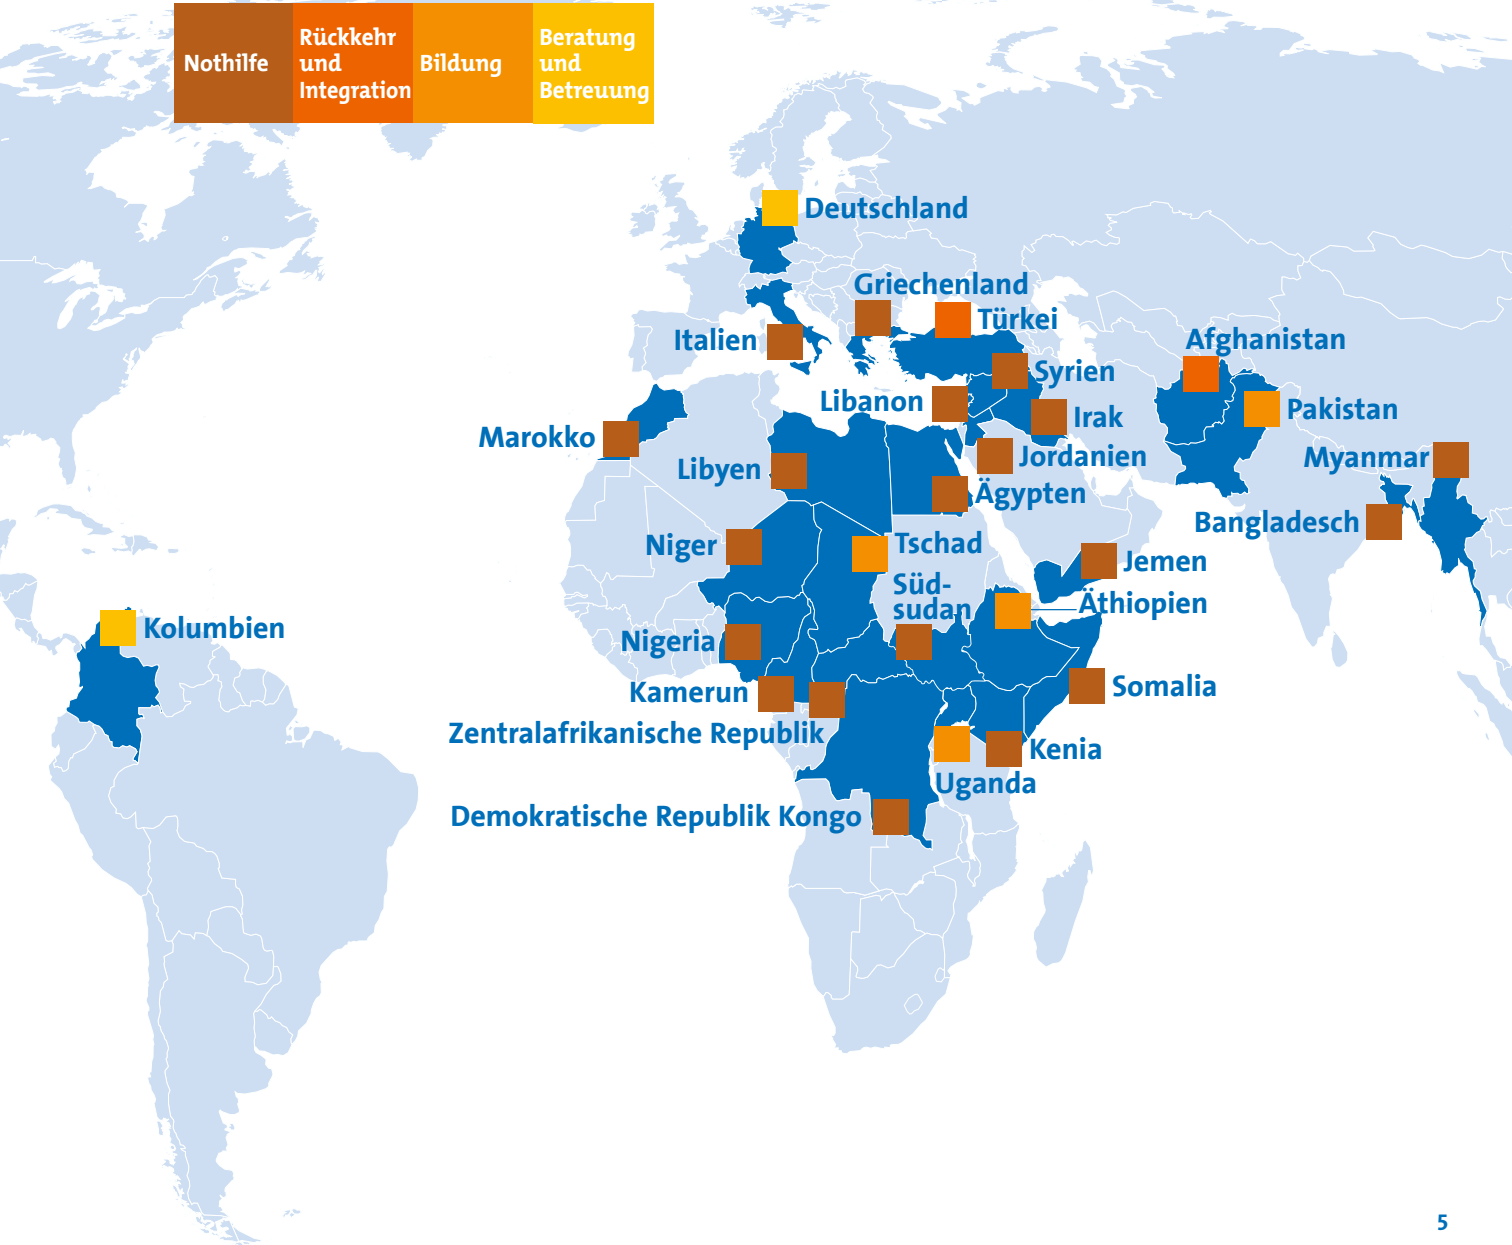 Nothilfe
Rückkehr
und
Integration
Bildung
Beratung
und
Betreuung
Deutschland
Griechenland
Türkei
Italien
Afghanistan
Syrien
Libanon
Pakistan
Irak
Marokko
Jordanien
Myanmar
Libyen
Ägypten
Bangladesch
Niger
Tschad
Jemen
Süd-
sudan
Äthiopien
Kolumbien
Nigeria
Kamerun
Somalia
Zentralafrikanische Republik
Kenia
Uganda
Demokratische Republik Kongo
5